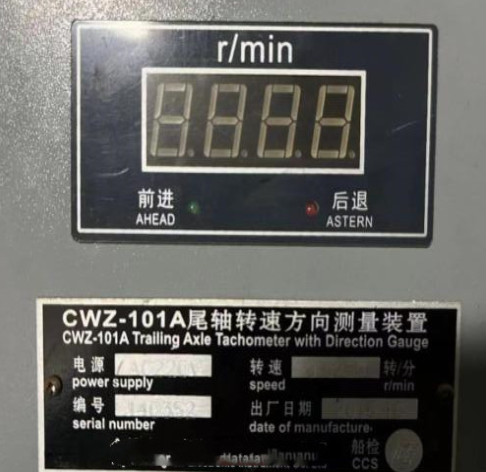 r/min
前进
AHEAD
后退
ASTERN
CWZ-101A尾轴转速方向测量装置
CWZ-101A Trailing Axle Tachometer with Direction Gauge
电源 AC220V 转速 转/分
power supply speed r/min
编号 出厂日期
serial number date of manufacture
船检
CCS